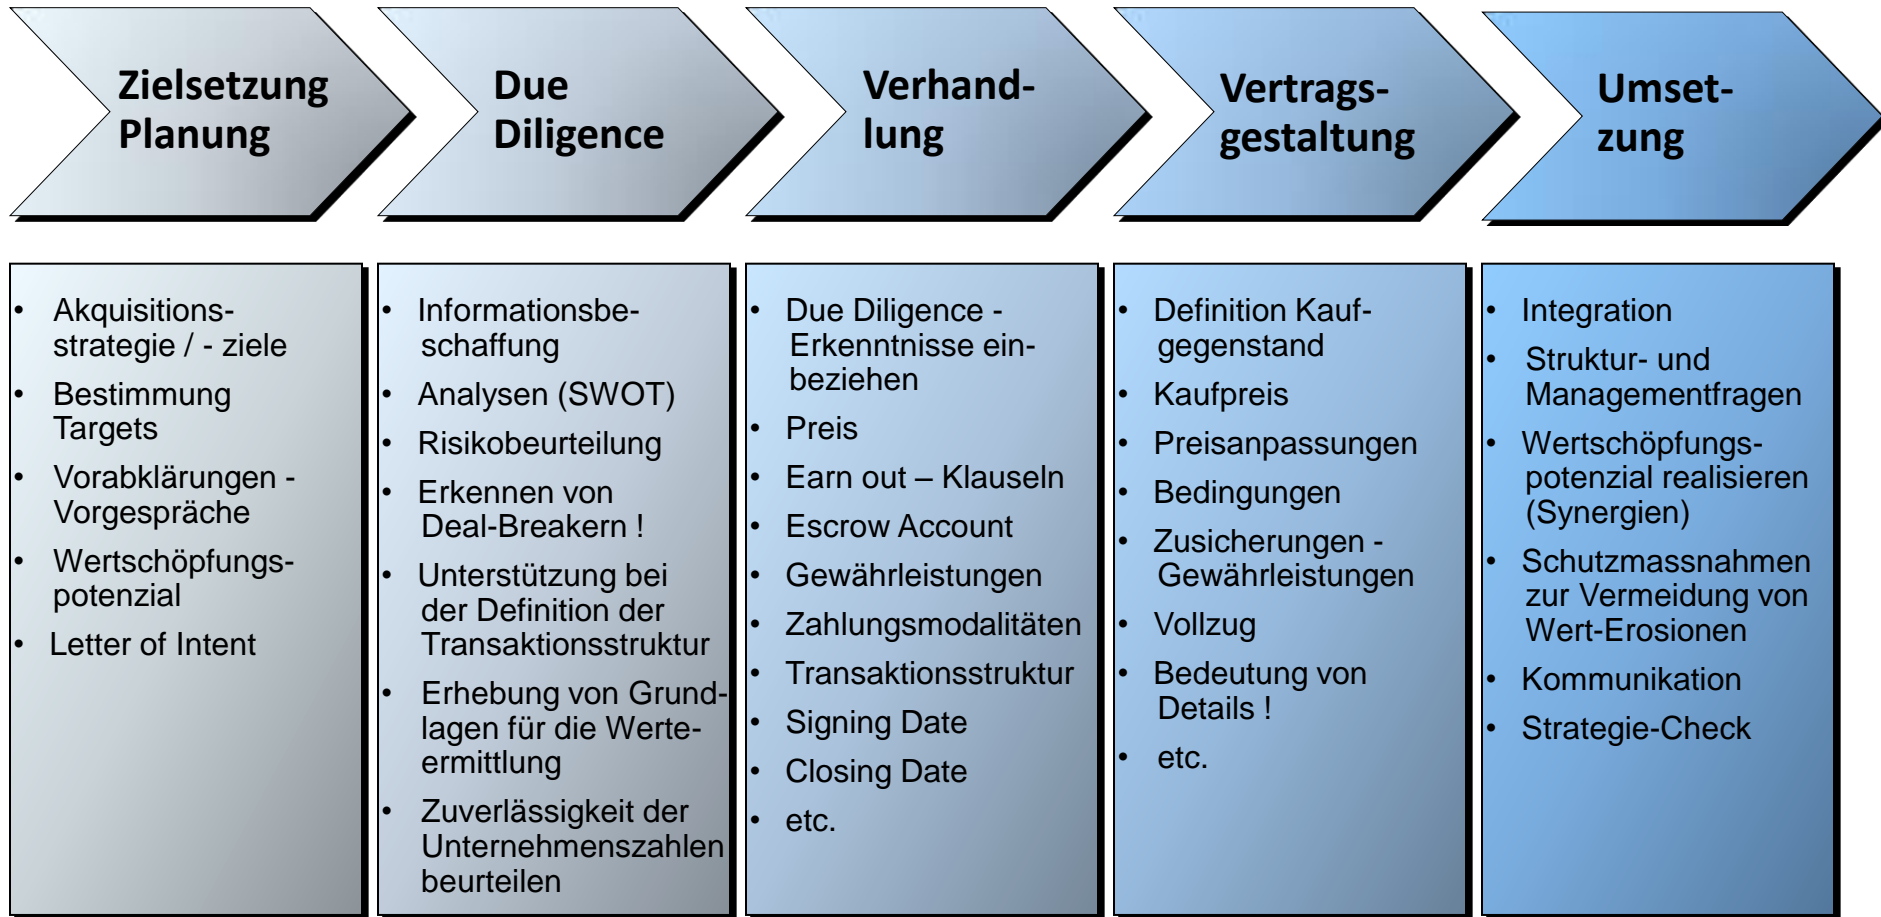 Zielsetzung
Planung
Due
Diligence
Verhand-
lung
Vertrags-
gestaltung
Umset-
zung
• Akquisitions-
strategie / - ziele
• Bestimmung
Targets
• Vorabklärungen -
Vorgespräche
• Wertschöpfungs-
potenzial
• Letter of Intent
• Informationsbe-
schaffung
• Analysen (SWOT)
• Risikobeurteilung
• Erkennen von
Deal-Breakern !
• Unterstützung bei
der Definition der
Transaktionsstruktur
• Erhebung von Grund-
lagen für die Werte-
ermittlung
• Zuverlässigkeit der
Unternehmenszahlen
beurteilen
• Due Diligence -
Erkenntnisse ein-
beziehen
• Preis
• Earn out – Klauseln
• Escrow Account
• Gewährleistungen
• Zahlungsmodalitäten
• Transaktionsstruktur
• Signing Date
• Closing Date
• etc.
• Definition Kauf-
gegenstand
• Kaufpreis
• Preisanpassungen
• Bedingungen
• Zusicherungen -
Gewährleistungen
• Vollzug
• Bedeutung von
Details !
• etc.
• Integration
• Struktur- und
Managementfragen
• Wertschöpfungs-
potenzial realisieren
(Synergien)
• Schutzmassnahmen
zur Vermeidung von
Wert-Erosionen
• Kommunikation
• Strategie-Check